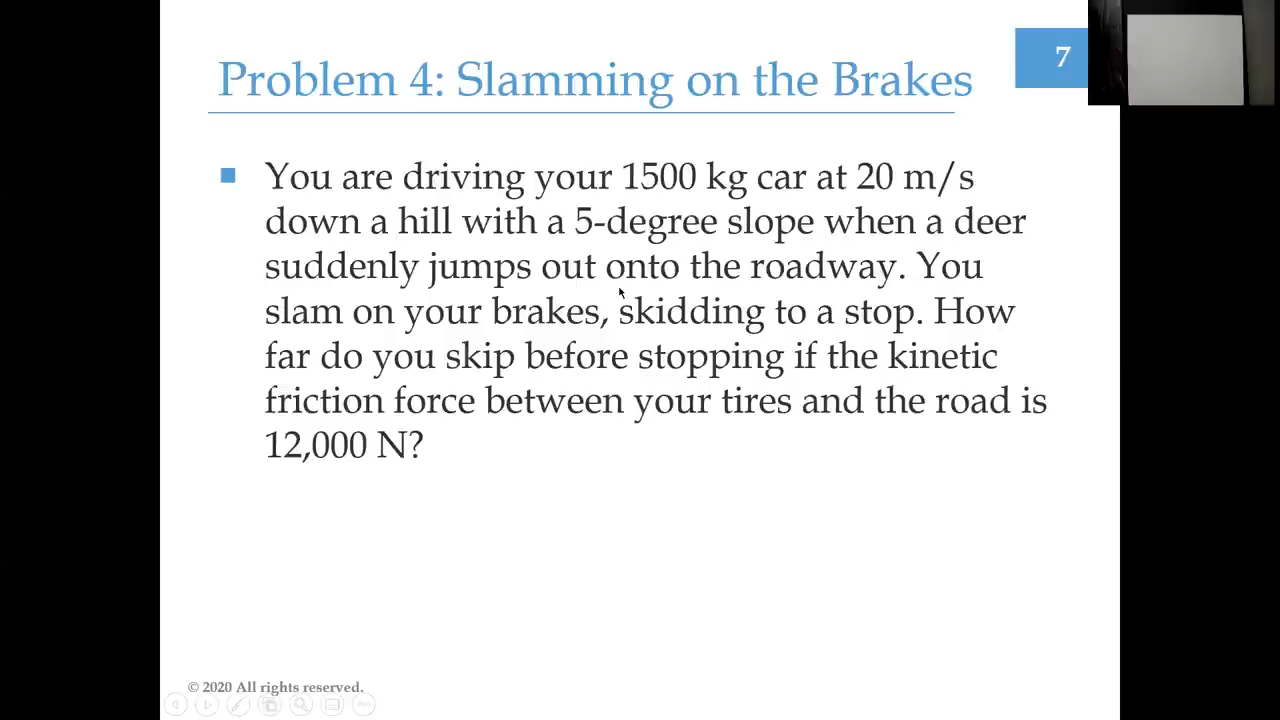 Problem 4: Slamming on the Brakes
7
You are driving your 1500 kg car at 20 m/s
down a hill with a 5-degree slope when a deer
suddenly jumps out onto the roadway. You
slam on your brakes, skidding to a stop. How
far do you skip before stopping if the kinetic
friction force between your tires and the road is
12,000 N?
© 2020 All rights reserved.